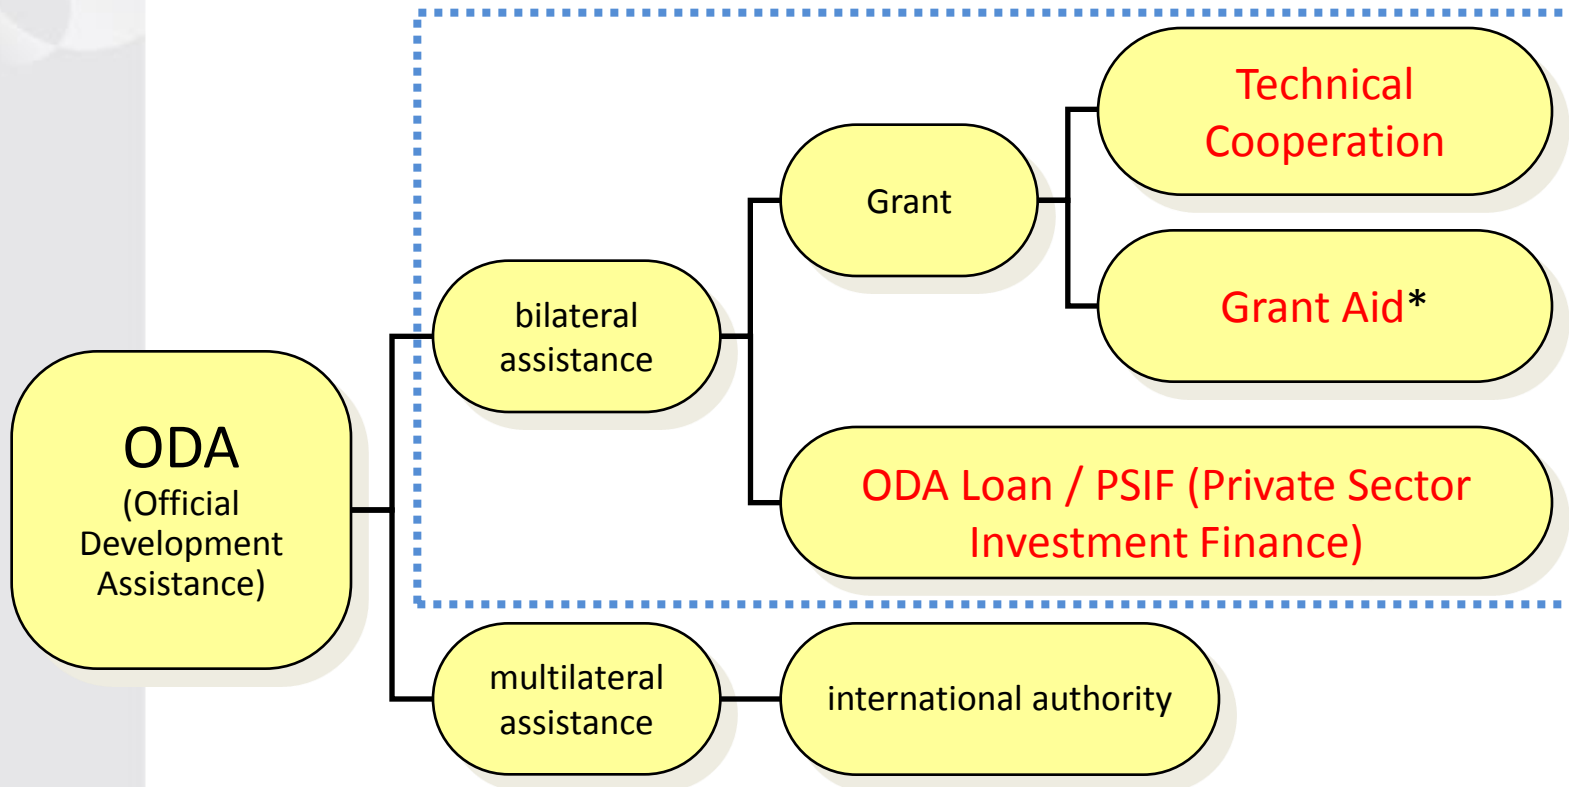 Technical
Cooperation
Grant
Grant Aid*
bilateral
assistance
ODA
(Official
Development
Assistance)
ODA Loan / PSIF (Private Sector
Investment Finance)
multilateral
assistance
international authority